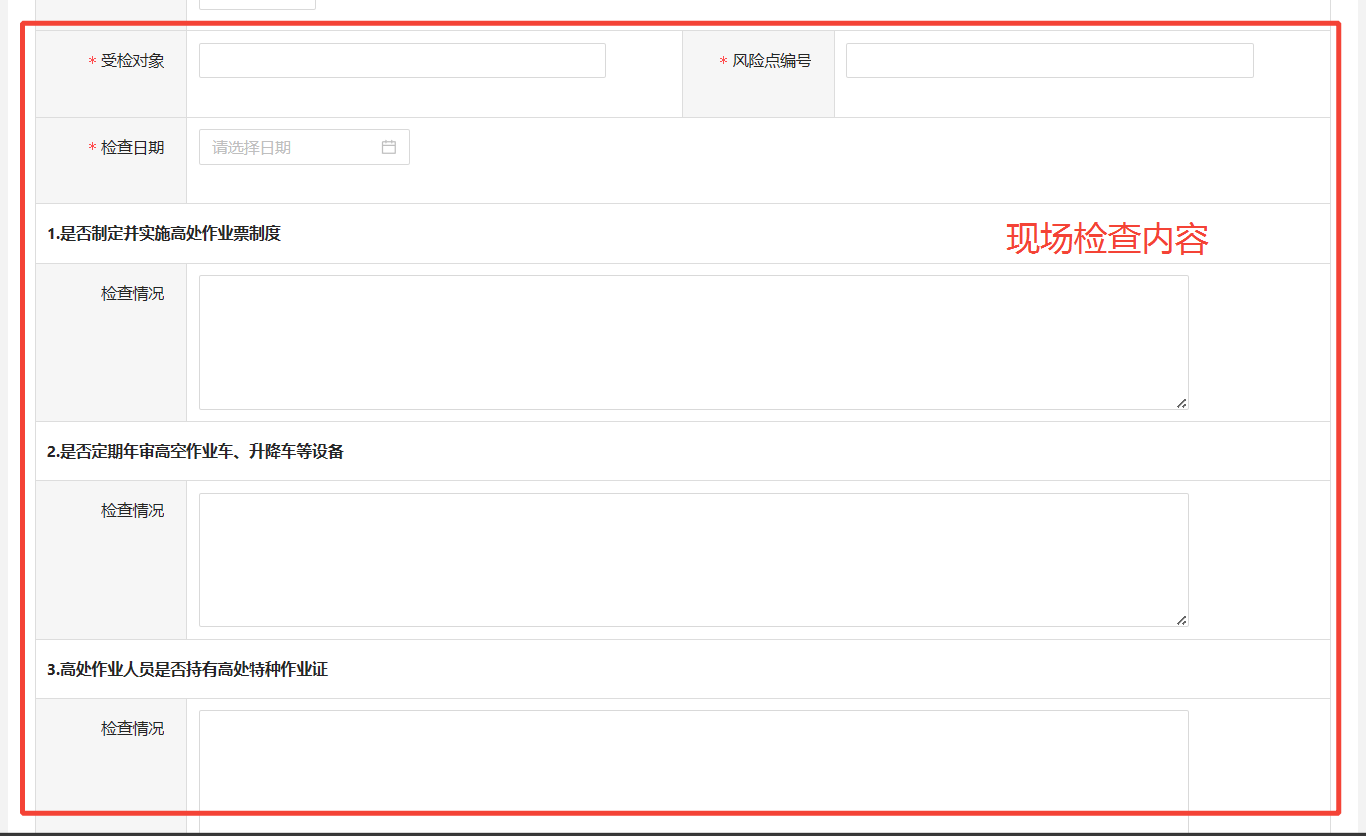 * 受检对象
* 风险点编号
* 检查日期
请选择日期
1.是否制定并实施高处作业票制度
现场检查内容
检查情况
2.是否定期年审高空作业车、升降车等设备
检查情况
3.高处作业人员是否持有高处特种作业证
检查情况